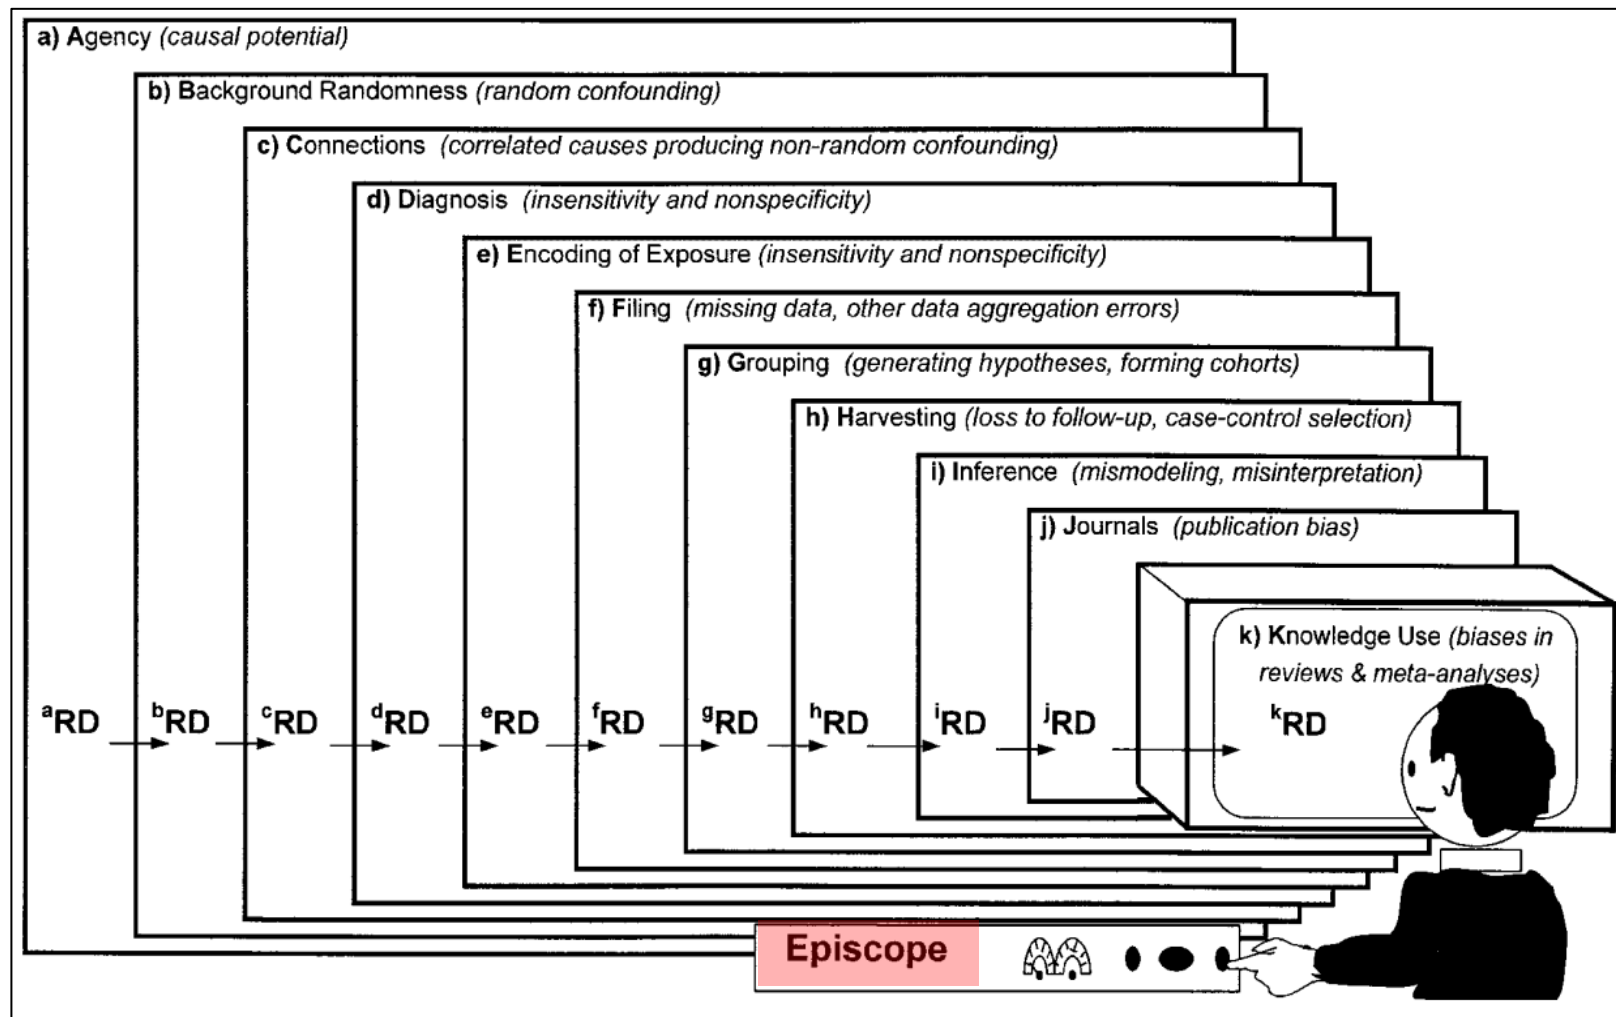 a) Agency (causal potential)
b) Background Randomness (random confounding)
c) Connections (correlated causes producing non-random confounding)
d) Diagnosis (insensitivity and nonspecificity)
e) Encoding of Exposure (insensitivity and nonspecificity)
f) Filing (missing data, other data aggregation errors)
g) Grouping (generating hypotheses, forming cohorts)
h) Harvesting (loss to follow-up, case-control selection)
i) Inference (mismodeling, misinterpretation)
j) Journals (publication bias)
k) Knowledge Use (biases in
reviews & meta-analyses)
aRD bRD cRD dRD eRD fRD gRD hRD iRD jRD kRD
Episcope